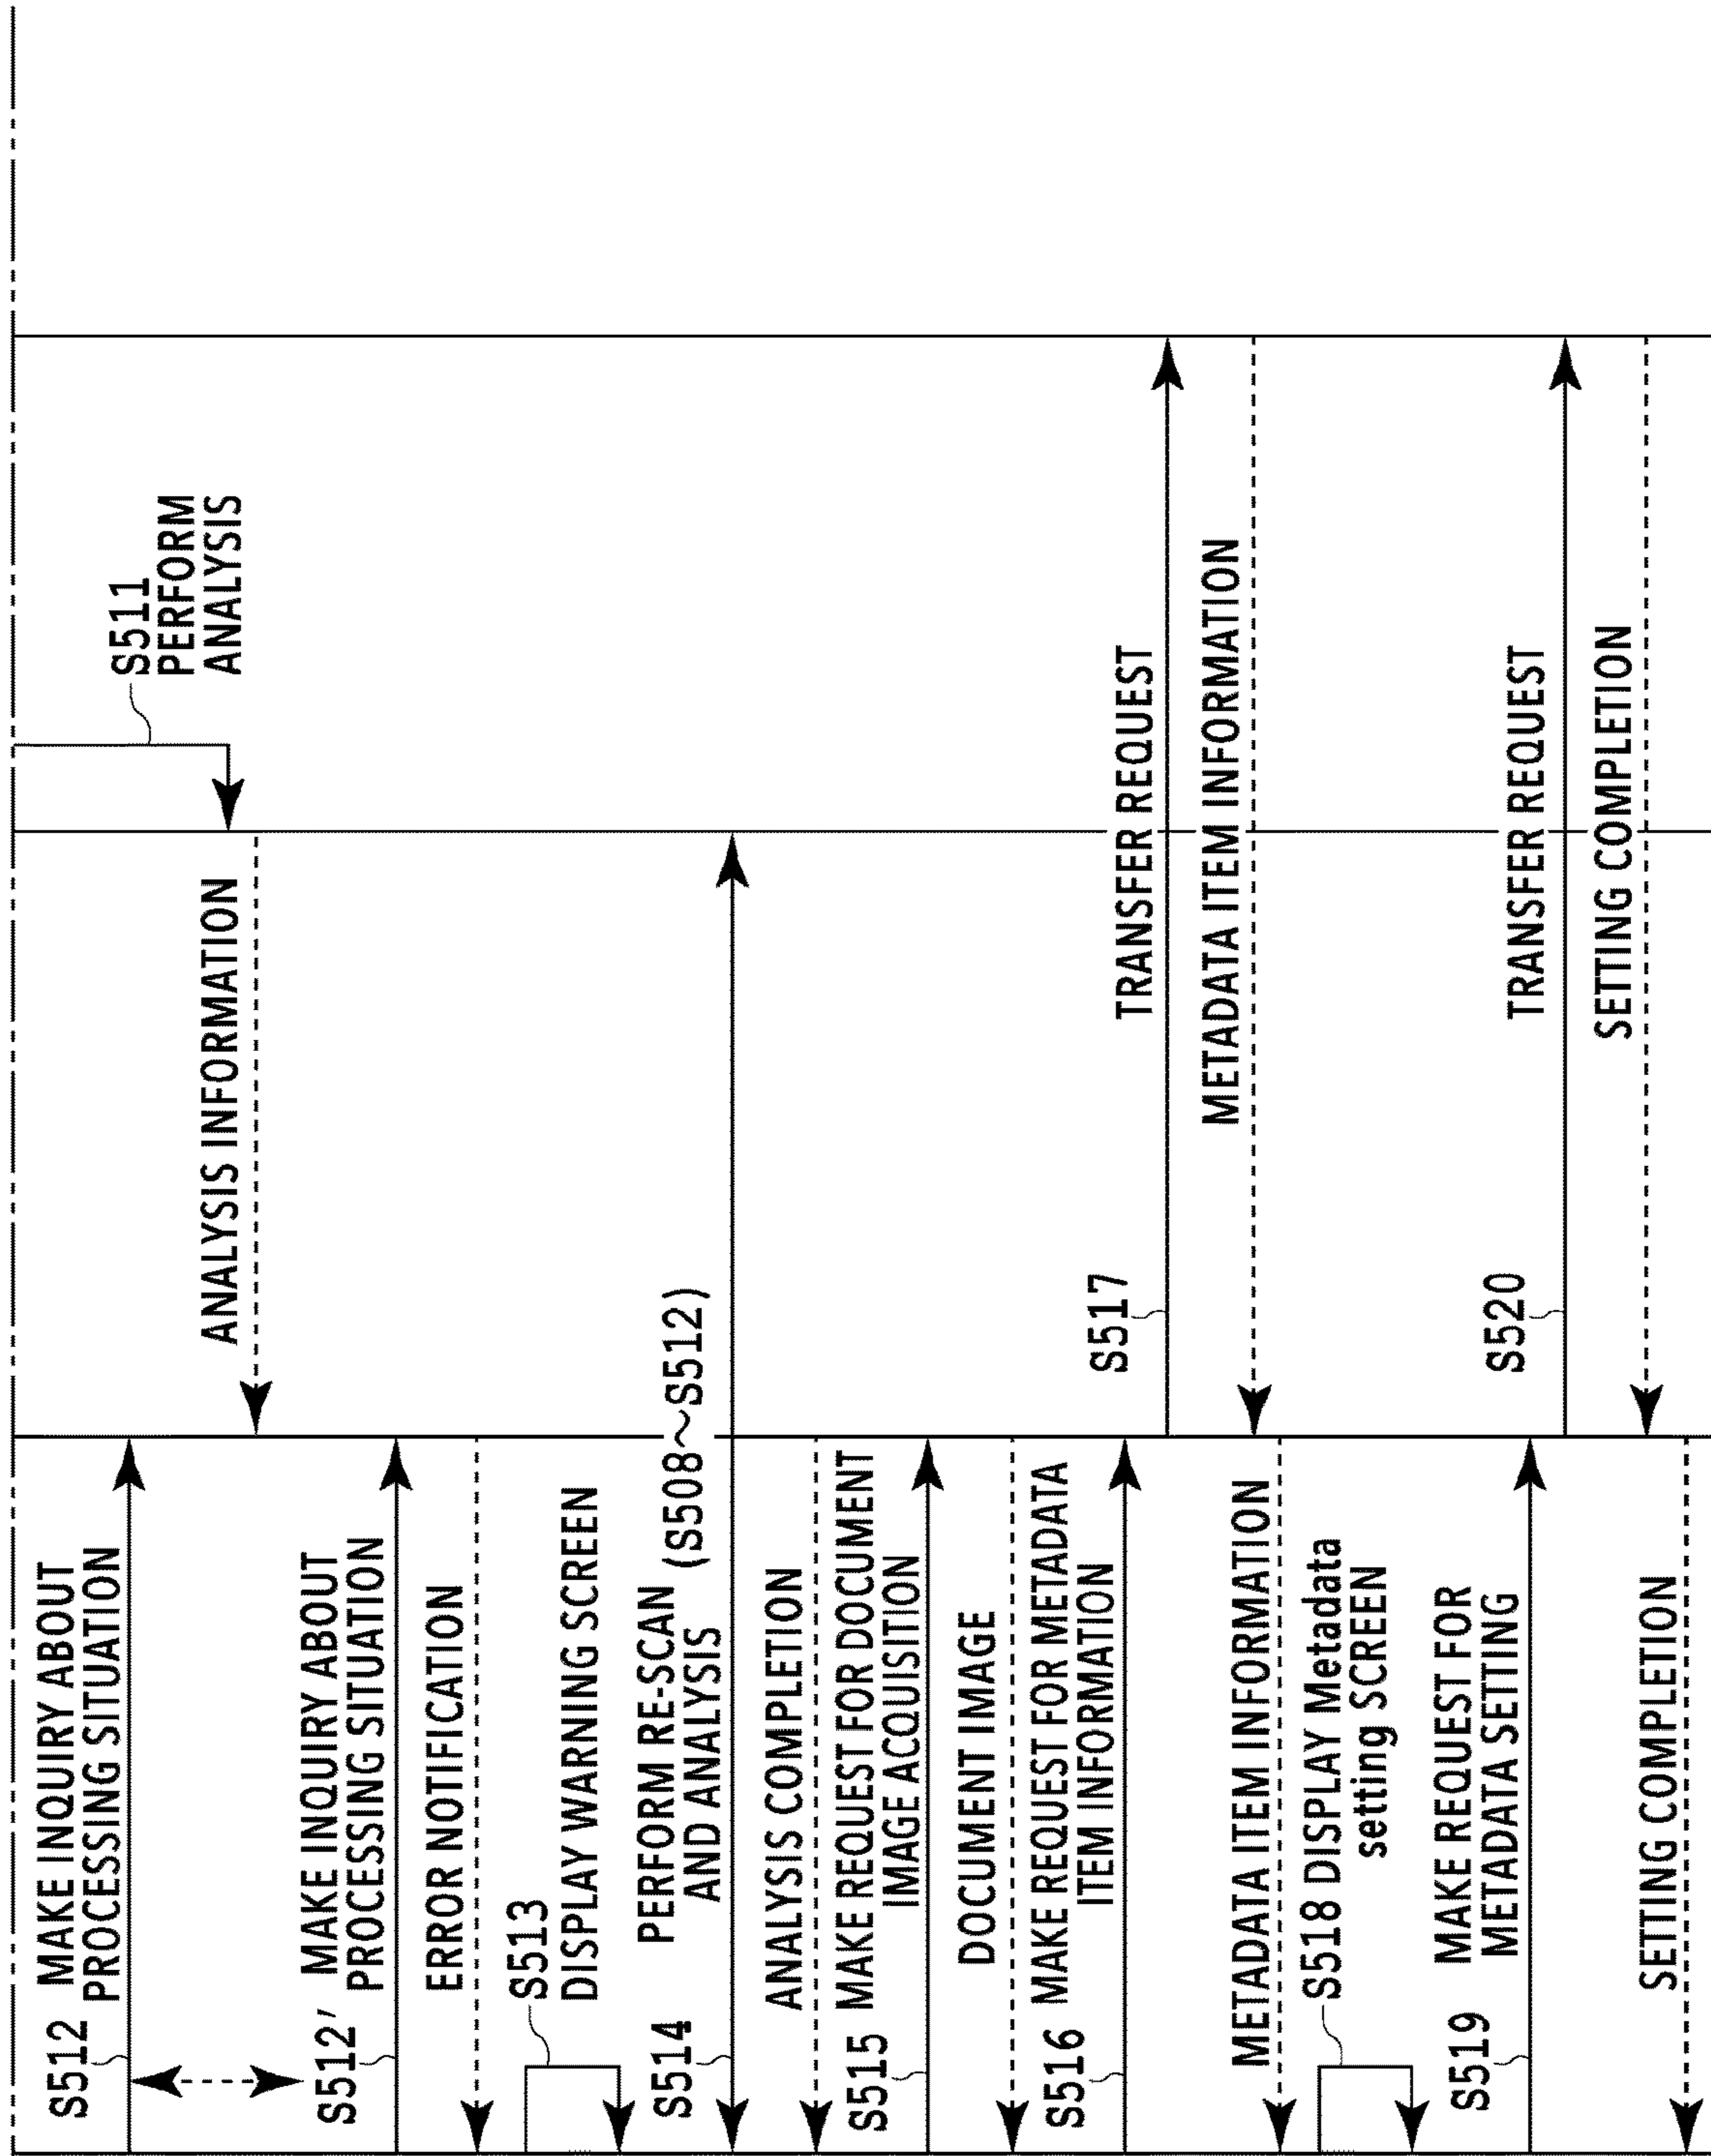 S512
MAKE INQUIRY ABOUT
PROCESSING SITUATION
S511
PERFORM
ANALYSIS
ANALYSIS INFORMATION
S512′
MAKE INQUIRY ABOUT
PROCESSING SITUATION
ERROR NOTIFICATION
S513
DISPLAY WARNING SCREEN
S514
PERFORM RE-SCAN
AND ANALYSIS
(S508～S512)
ANALYSIS COMPLETION
S515
MAKE REQUEST FOR DOCUMENT
IMAGE ACQUISITION
DOCUMENT IMAGE
S516
MAKE REQUEST FOR METADATA
ITEM INFORMATION
S517
TRANSFER REQUEST
METADATA ITEM INFORMATION
METADATA ITEM INFORMATION
S518 DISPLAY Metadata
setting SCREEN
S519
MAKE REQUEST FOR
METADATA SETTING
S520
TRANSFER REQUEST
SETTING COMPLETION
SETTING COMPLETION